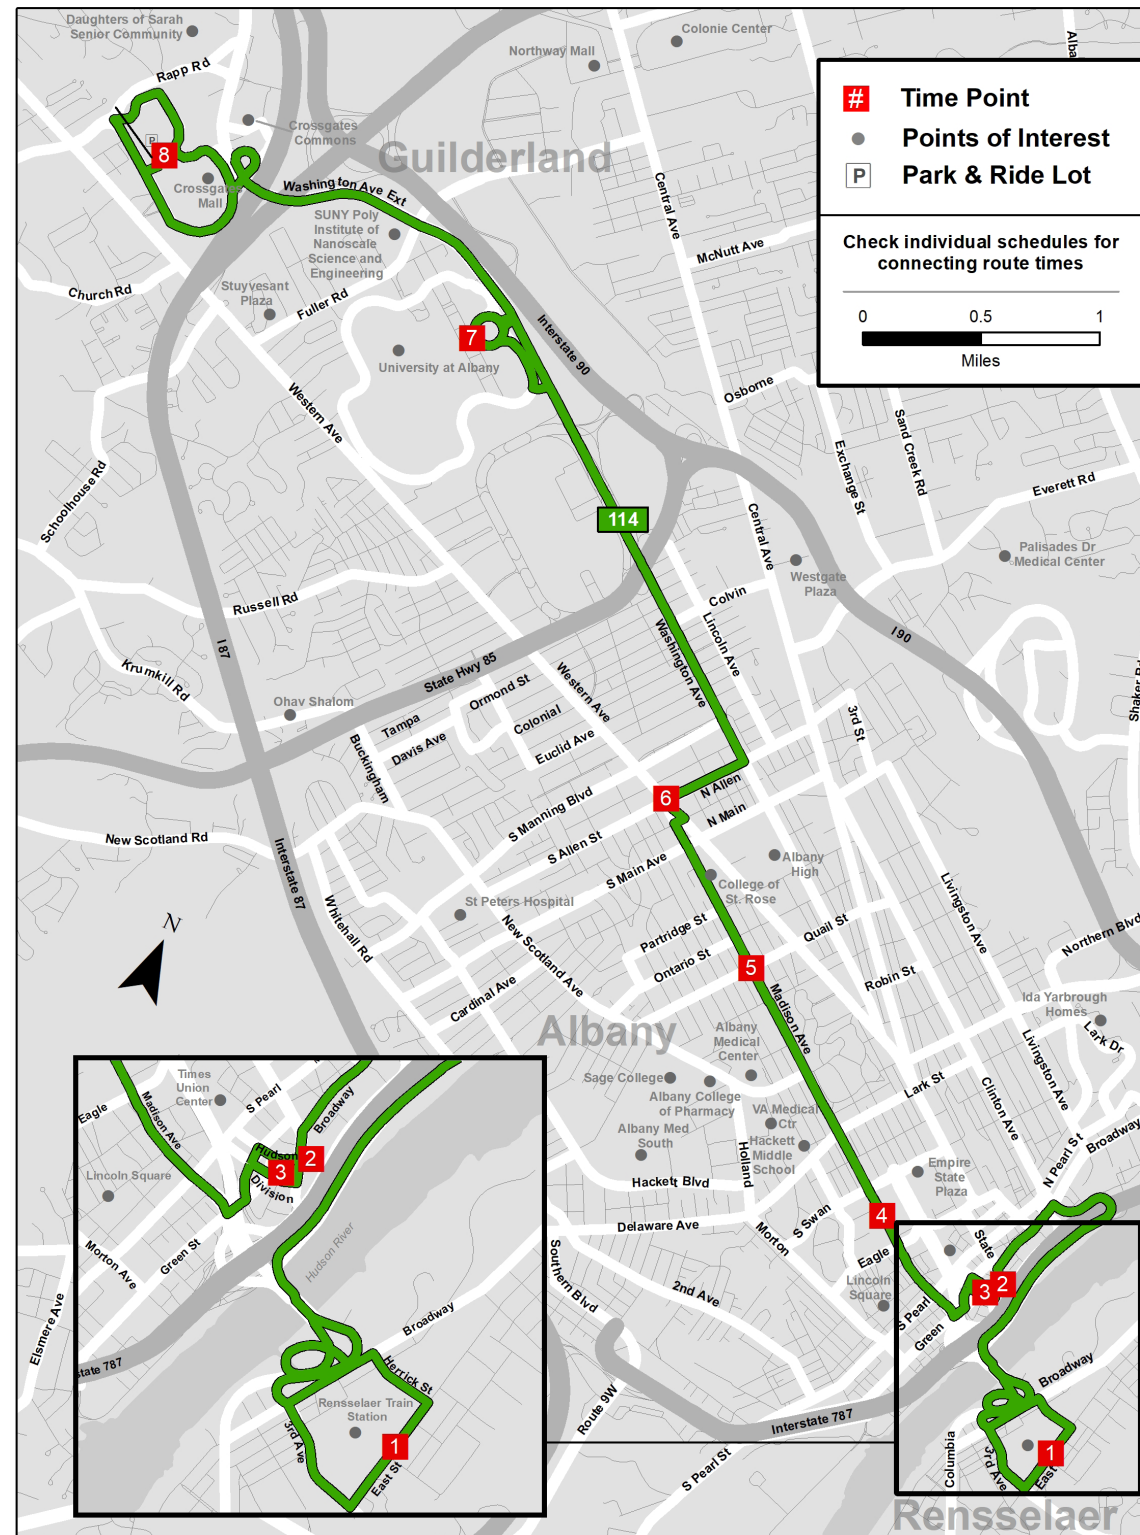 Daughters of Sarah
Senior Community
Colonie Center
Northway Mall
Alba
Rapp Rd
# Time Point
Points of Interest
P Park & Ride Lot
Check individual schedules for
connecting route times
0 0.5 1
Miles
Crossgates
Commons
Guilderland
P
8
Crossgates
Mall
Washington Ave Ext
Central Ave
SUNY Poly
Institute of
Nanoscale
Science and
Engineering
McNutt Ave
Church Rd
Stuyvesant
Plaza
Fuller Rd
7
Interstate 90
University at Albany
Osborne
Western Ave
Sand Creek Rd
Exchange St
Everett Rd
Schoolhouse Rd
114
Central Ave
Palisades Dr
Medical Center
Westgate
Plaza
Russell Rd
Colvin
Lincoln Ave
Washington Ave
I 90
I 87
State Hwy 85
Krumkill Rd
Western Ave
Ormond St
Shaker Rd
Ohav Shalom
Tampa
Colonial
3rd St
Davis Ave
Euclid Ave
Buckingham
6
N Allen
S Manning Blvd
N Main
New Scotland Rd
S Allen St
Albany
High
S Main Ave
Interstate 87
College of
St. Rose
St Peters Hospital
Livingston Ave
Whitehall Rd
N
New Scotland Ave
Partridge St
Quail St
Northern Blvd
Ontario St
5
Robin St
Cardinal Ave
Madison Ave
Ida Yarbrough
Homes
Albany
Albany
Medical
Center
Lark Dr
Livingston Ave
Sage College
Albany College
of Pharmacy
Lark St
Clinton Ave
VA Medical
Ctr
Albany Med
South
Hackett
Middle
School
Broadway
N Pearl St
Holland
Empire
State
Plaza
Hackett Blvd
S Swan
4
Delaware Ave
Morton
State
Eagle
Southern Blvd
2nd Ave
Lincoln
Square
3
2
S Pearl
Green
Broadway
Route 9W
Interstate 787
Columbia
3rd Ave
1
East
S Pearl St
Rensselaer
Elsmere Ave
Times
Union
Center
S Pearl
Eagle
Madison Ave
Broadway
Hudson
2
3
Lincoln Square
Division
Morton Ave
Green St
Hudson River
state 787
Broadway
Herrick St
Rensselaer Train
Station
3rd Ave
1
East St